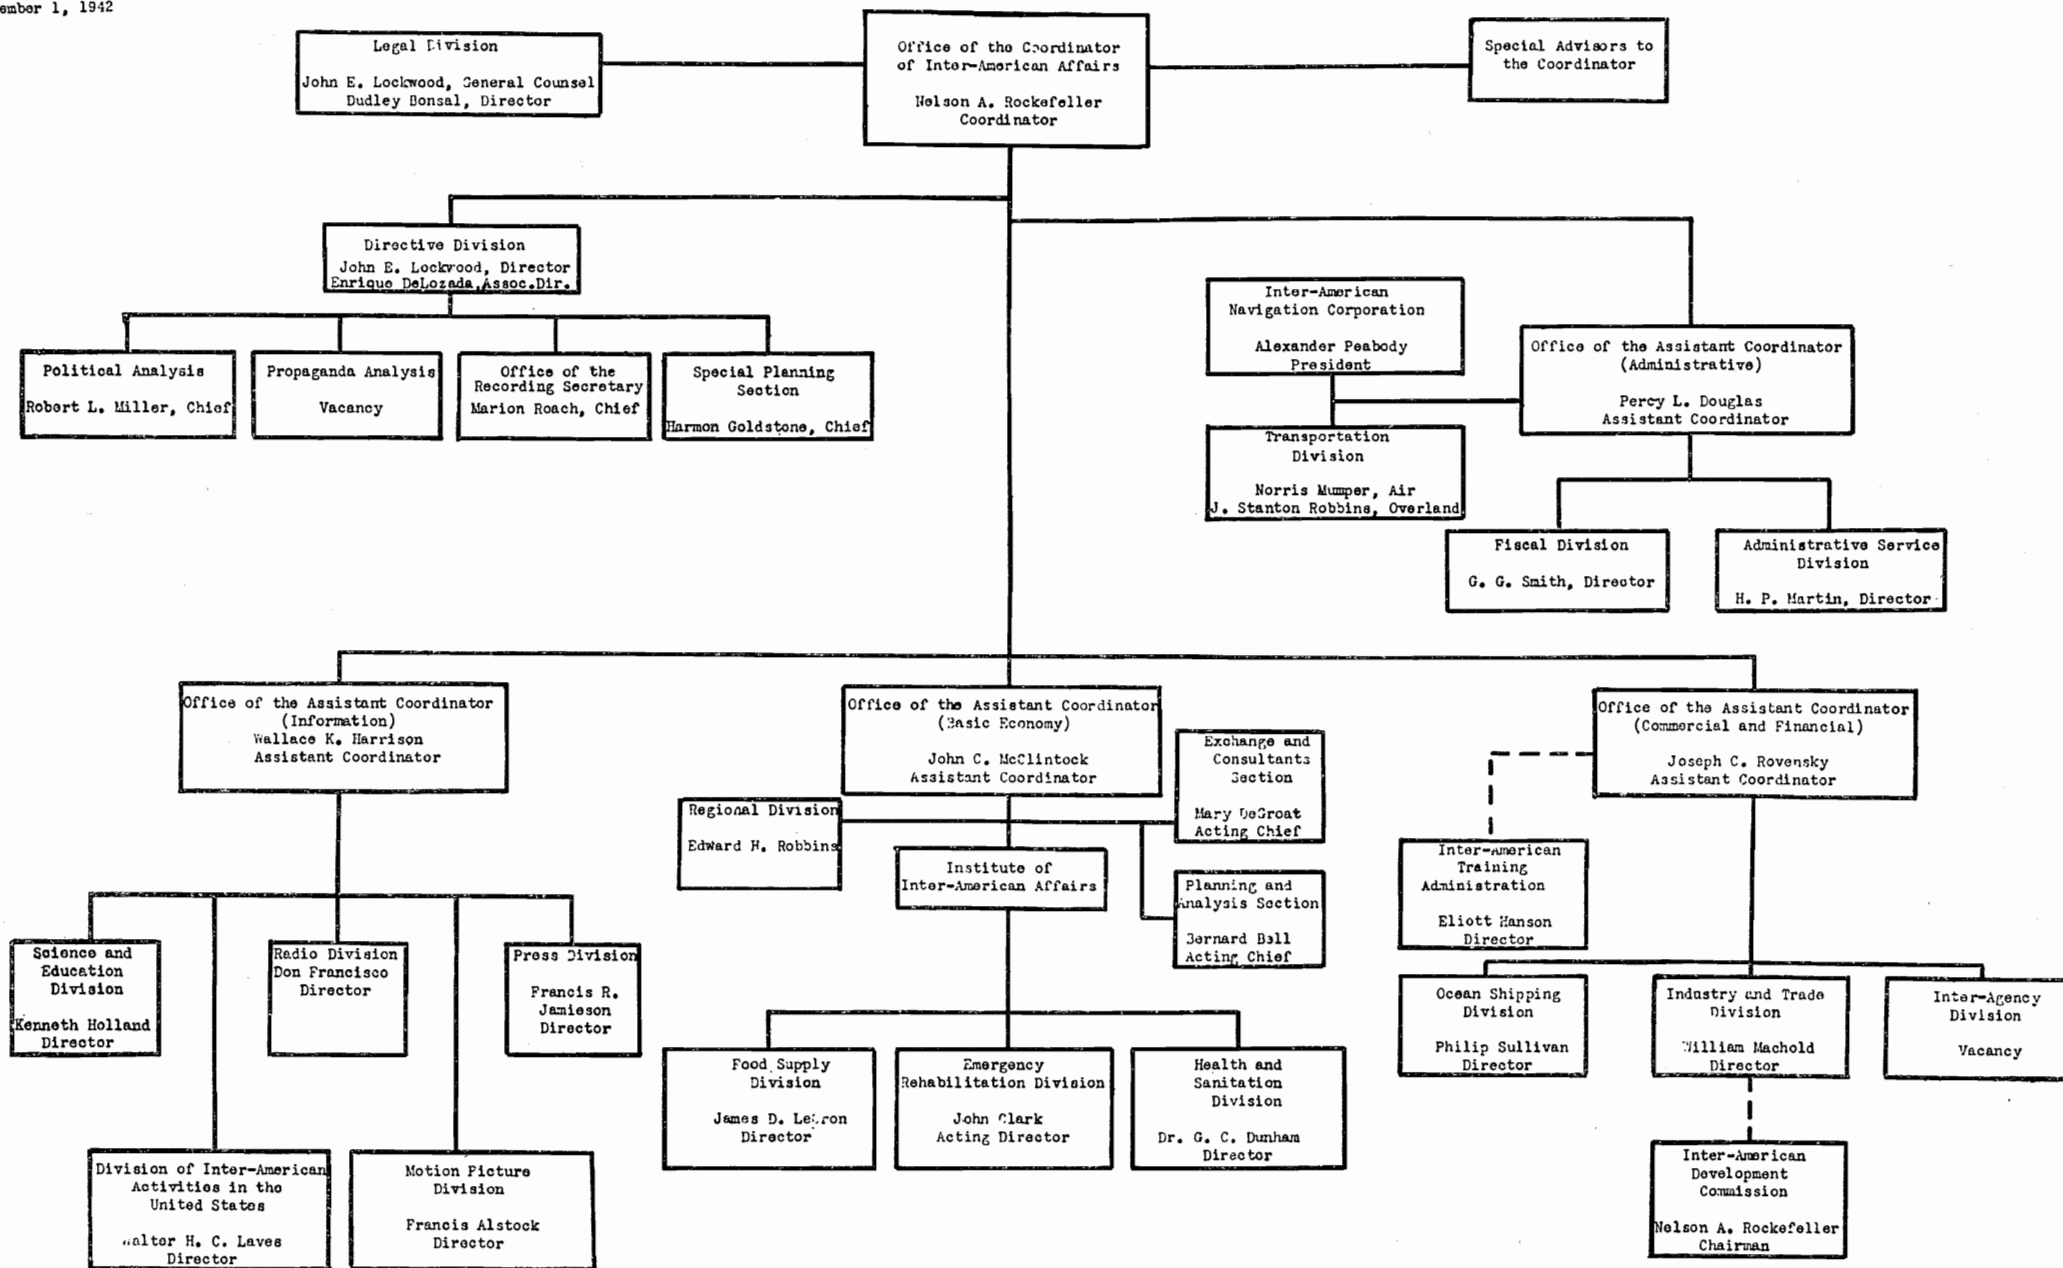 ember 1, 1942
Legal Division
John E. Lockwood, General Counsel
Dudley Bonsal, Director
Office of the Coordinator
of Inter-American Affairs
Nelson A. Rockefeller
Coordinator
Special Advisors to
the Coordinator
Directive Division
John E. Lockwood, Director
Enrique DeLozada,Assoc.Dir.
Political Analysis
Robert L. Miller, Chief
Propaganda Analysis
Vacancy
Office of the
Recording Secretary
Marion Roach, Chief
Special Planning
Section
Harmon Goldstone, Chief
Inter-American
Navigation Corporation
Alexander Peabody
President
Transportation
Division
Norris Mumper, Air
J. Stanton Robbins, Overland
Office of the Assistant Coordinator
(Administrative)
Percy L. Douglas
Assistant Coordinator
Fiscal Division
G. G. Smith, Director
Administrative Service
Division
H. P. Martin, Director
Office of the Assistant Coordinator
(Information)
Wallace K. Harrison
Assistant Coordinator
Office of the Assistant Coordinator
(Basic Economy)
John C. McClintock
Assistant Coordinator
Office of the Assistant Coordinator
(Commercial and Financial)
Joseph C. Rovensky
Assistant Coordinator
Regional Division
Edward H. Robbins
Exchange and
Consultants
Section
Mary DeGroat
Acting Chief
Institute of
Inter-American Affairs
Planning and
Analysis Section
Bernard Bell
Acting Chief
Inter-American
Training
Administration
Eliott Hanson
Director
Science and
Education
Division
Kenneth Holland
Director
Radio Division
Don Francisco
Director
Press Division
Francis R.
Jamieson
Director
Division of Inter-American
Activities in the
United States
Walter H. C. Laves
Director
Motion Picture
Division
Francis Alstock
Director
Food Supply
Division
James D.
Director
Emergency
Rehabilitation Division
John Clark
Acting Director
Health and
Sanitation
Division
Dr. G. C. Dunham
Director
Ocean Shipping
Division
Philip Sullivan
Director
Industry and Trade
Division
William Machold
Director
Inter-Agency
Division
Vacancy
Inter-American
Development
Commission
Nelson A. Rockefeller
Chairman